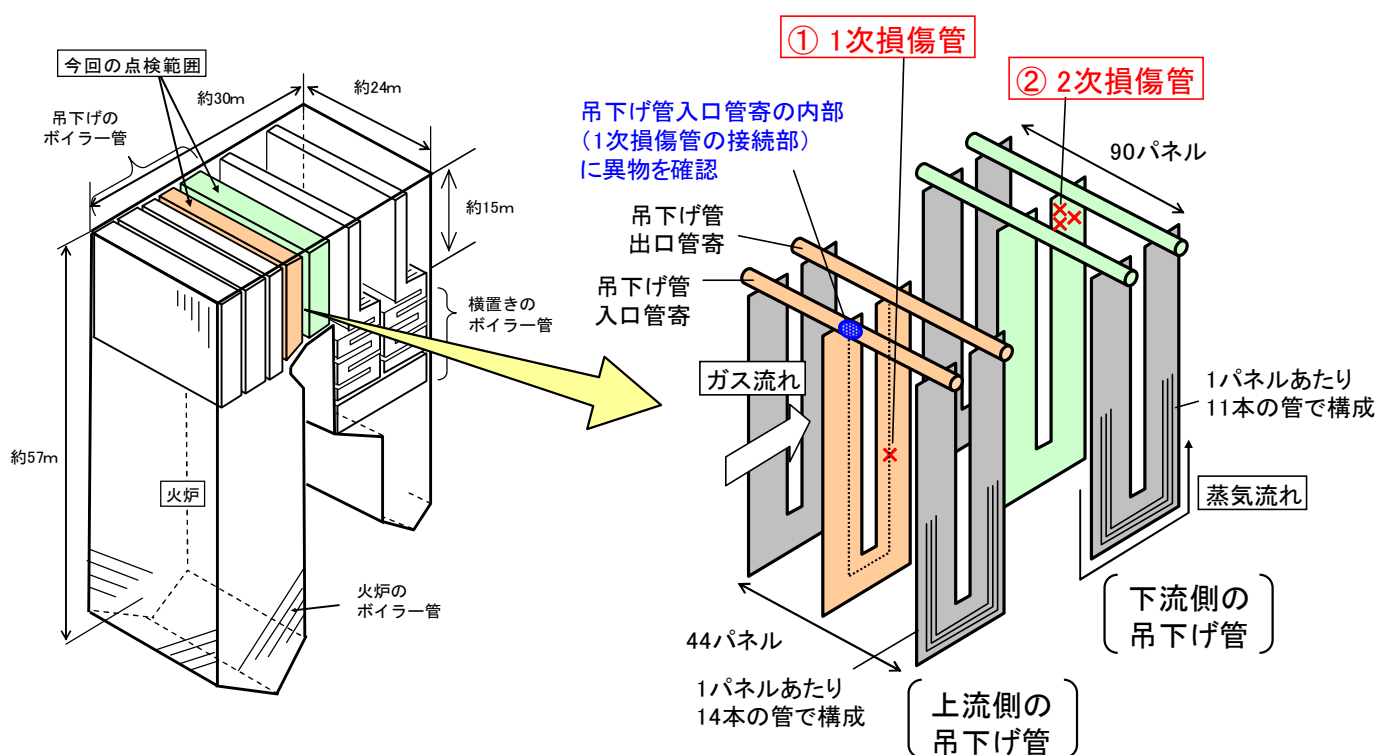 今回の点検範囲
約30m
約24m
吊下げの
ボイラー管
約15m
横置きの
ボイラー管
約57m
火炉
火炉の
ボイラー管
① 1次損傷管
② 2次損傷管
吊下げ管入口管寄の内部
(1次損傷管の接続部)
に異物を確認
90パネル
吊下げ管
出口管寄
吊下げ管
入口管寄
ガス流れ
1パネルあたり
11本の管で構成
蒸気流れ
下流側の
吊下げ管
44パネル
1パネルあたり
14本の管で構成
上流側の
吊下げ管